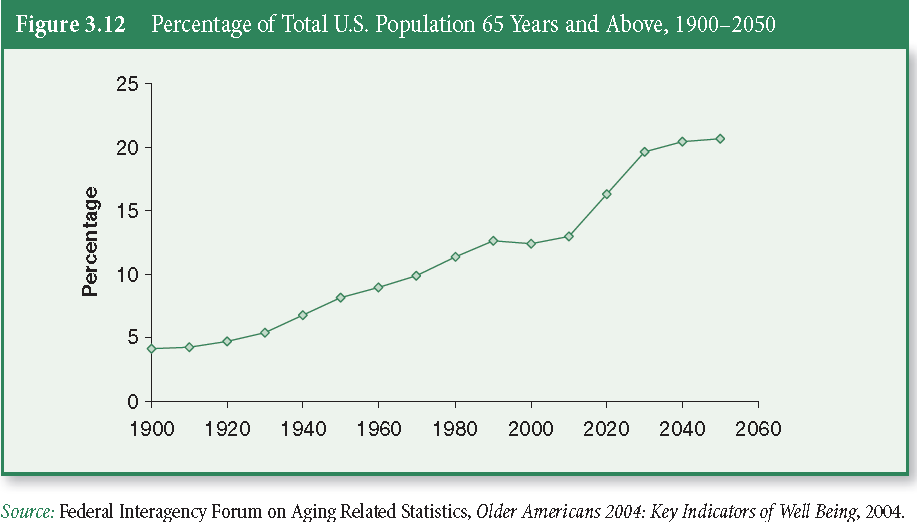 Figure 3.12 Percentage of Total U.S. Population 65 Years and Above, 1900–2050
25
20
15
10
5
0
Percentage
1900 1920 1940 1960 1980 2000 2020 2040 2060
Source: Federal Interagency Forum on Aging Related Statistics, Older Americans 2004: Key Indicators of Well Being, 2004.